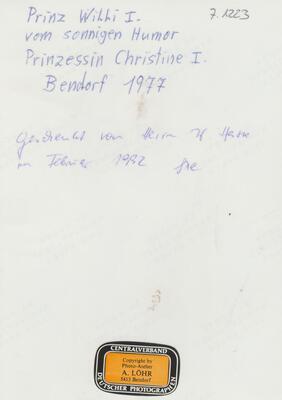 7.1223
Prinz Willi I.
vom sonnigen Humor
Prinzessin Christine I.
Bendorf 1977
Geschenkt von Herrn
im Februar 1992
CENTRALVERBAND
Copyright by
Photo-Atelier
A. LÖHR
5413 Bendorf
DEUTSCHER PHOTOGRAPHEN